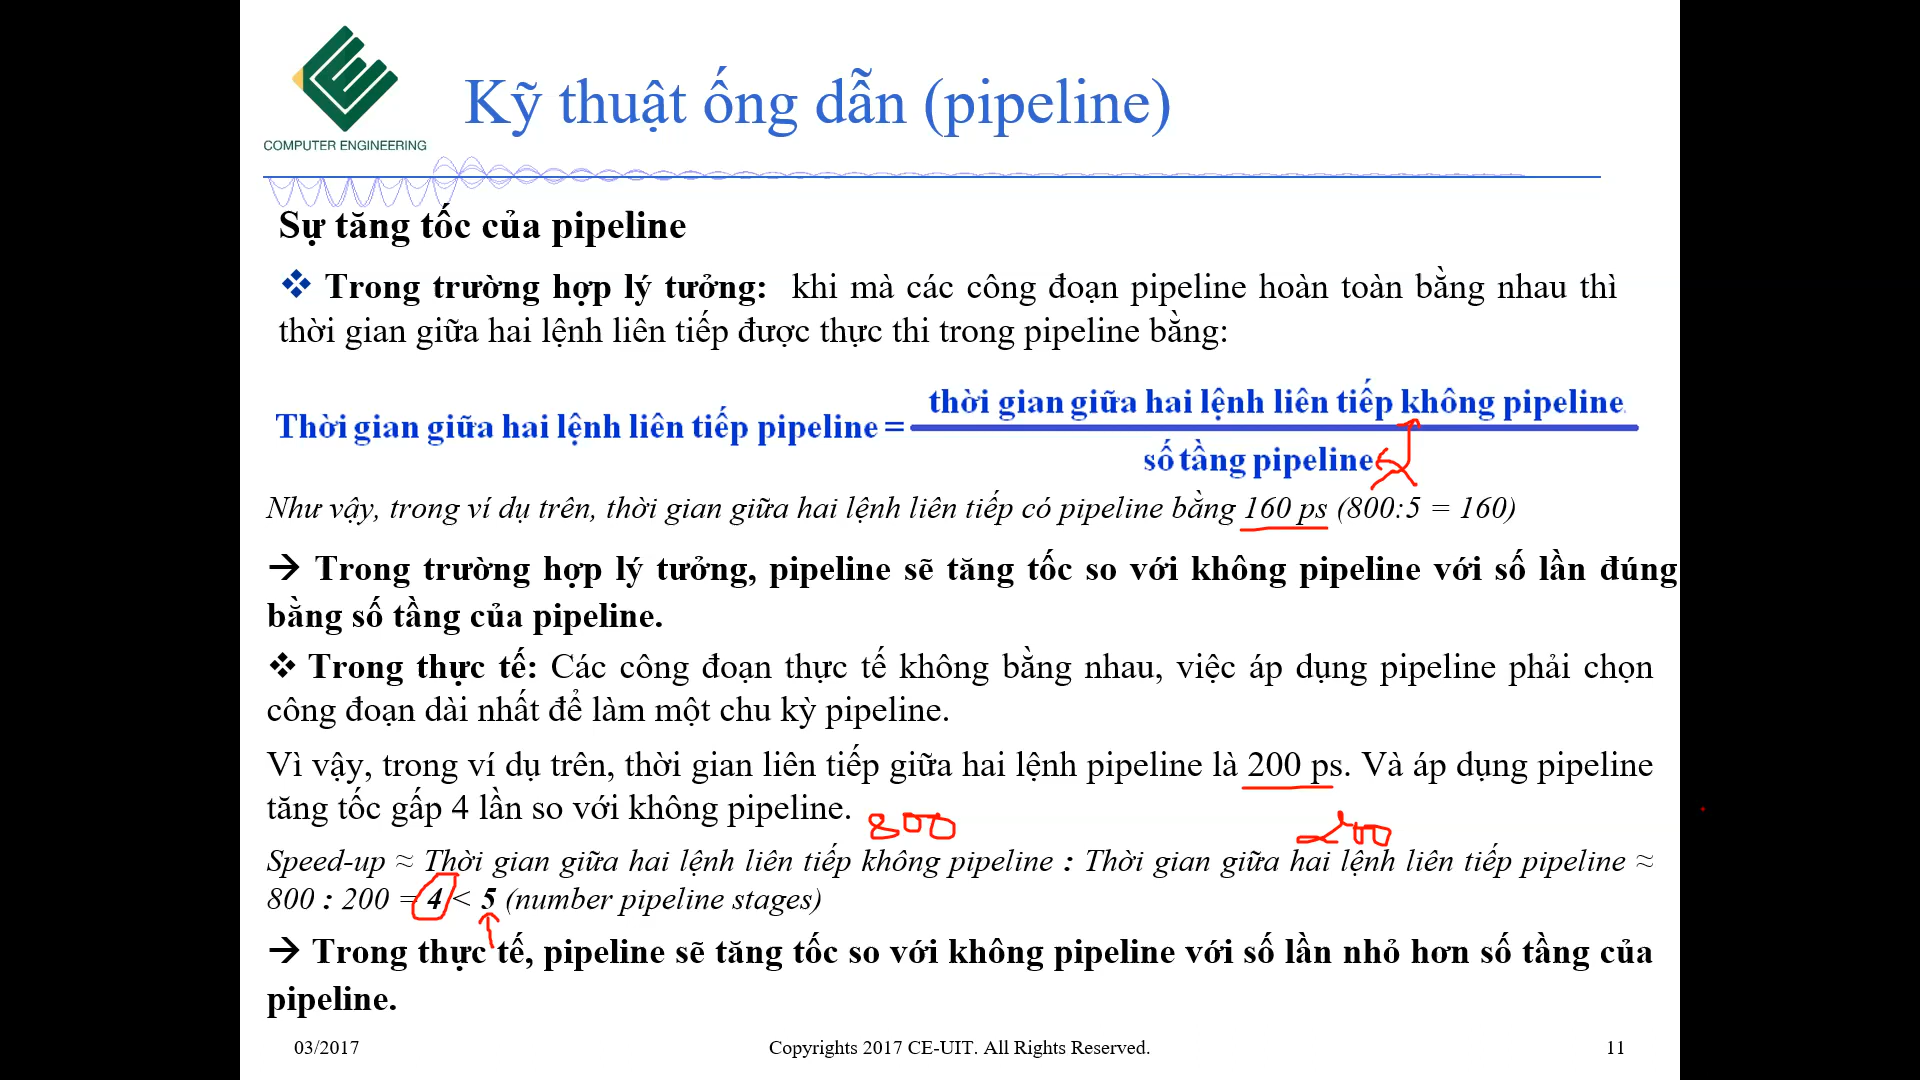 COMPUTER ENGINEERING
Kỹ thuật ống dẫn (pipeline)
Sự tăng tốc của pipeline
❖ Trong trường hợp lý tưởng: khi mà các công đoạn pipeline hoàn toàn bằng nhau thì
thời gian giữa hai lệnh liên tiếp được thực thi trong pipeline bằng:
thời gian giữa hai lệnh liên tiếp không pipeline
Thời gian giữa hai lệnh liên tiếp pipeline =
số tầng pipeline
Như vậy, trong ví dụ trên, thời gian giữa hai lệnh liên tiếp có pipeline bằng 160 ps (800:5 = 160)
→ Trong trường hợp lý tưởng, pipeline sẽ tăng tốc so với không pipeline với số lần đúng
bằng số tầng của pipeline.
❖ Trong thực tế: Các công đoạn thực tế không bằng nhau, việc áp dụng pipeline phải chọn
công đoạn dài nhất để làm một chu kỳ pipeline.
Vì vậy, trong ví dụ trên, thời gian liên tiếp giữa hai lệnh pipeline là 200 ps. Và áp dụng pipeline
tăng tốc gấp 4 lần so với không pipeline.
800 200
Speed-up ≈ Thời gian giữa hai lệnh liên tiếp không pipeline : Thời gian giữa hai lệnh liên tiếp pipeline ≈
800 : 200 = 4 < 5 (number pipeline stages)
→ Trong thực tế, pipeline sẽ tăng tốc so với không pipeline với số lần nhỏ hơn số tầng của
pipeline.
03/2017 Copyrights 2017 CE-UIT. All Rights Reserved. 11